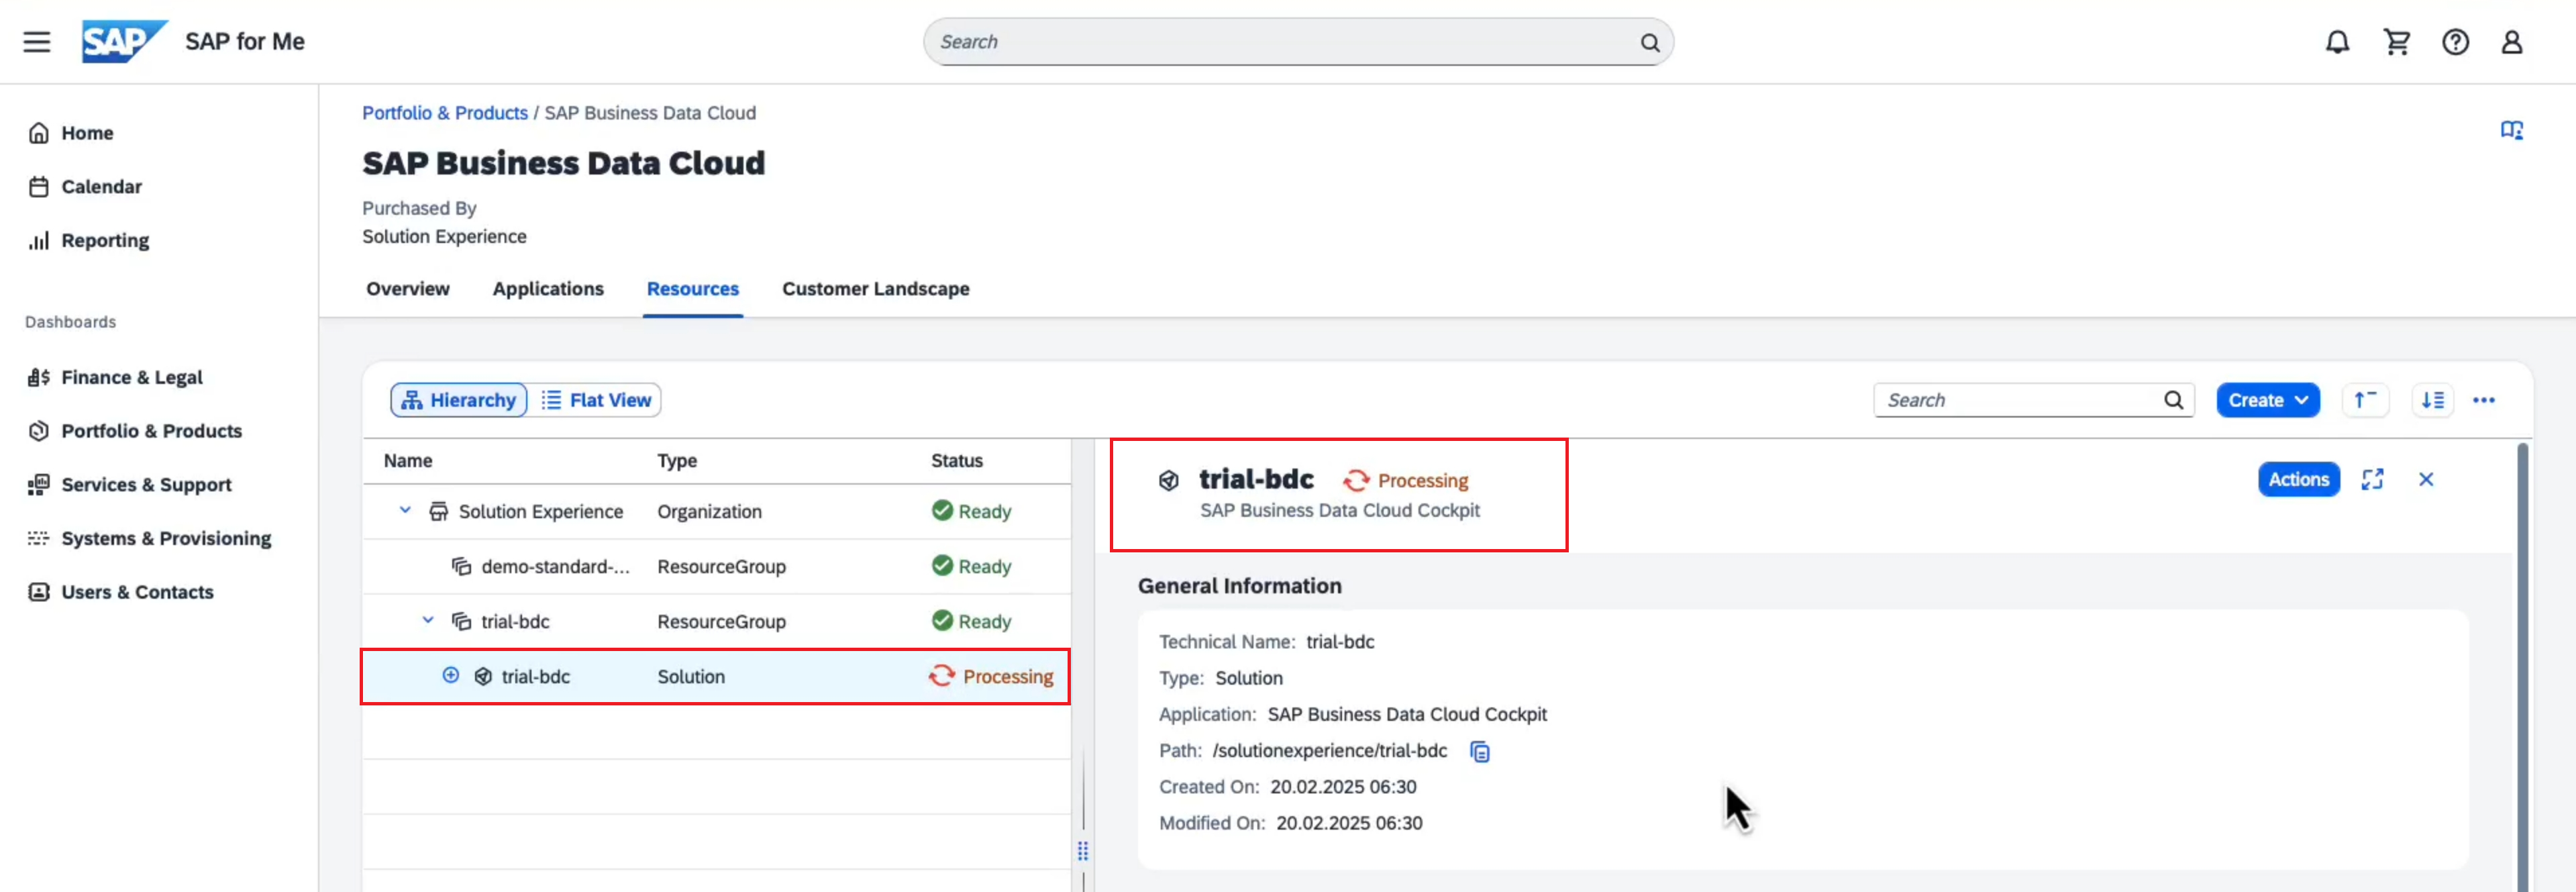 SAP SAP for Me
Search
Home
Calendar
Reporting
Dashboards
Finance & Legal
Portfolio & Products
Services & Support
Systems & Provisioning
Users & Contacts
Portfolio & Products / SAP Business Data Cloud
SAP Business Data Cloud
Purchased By
Solution Experience
Overview Applications Resources Customer Landscape
Hierarchy Flat View Search Create
Name Type Status
Solution Experience Organization Ready
demo-standard-... ResourceGroup Ready
trial-bdc ResourceGroup Ready
trial-bdc Solution Processing
trial-bdc Processing
SAP Business Data Cloud Cockpit
Actions
General Information
Technical Name: trial-bdc
Type: Solution
Application: SAP Business Data Cloud Cockpit
Path: /solutionexperience/trial-bdc
Created On: 20.02.2025 06:30
Modified On: 20.02.2025 06:30